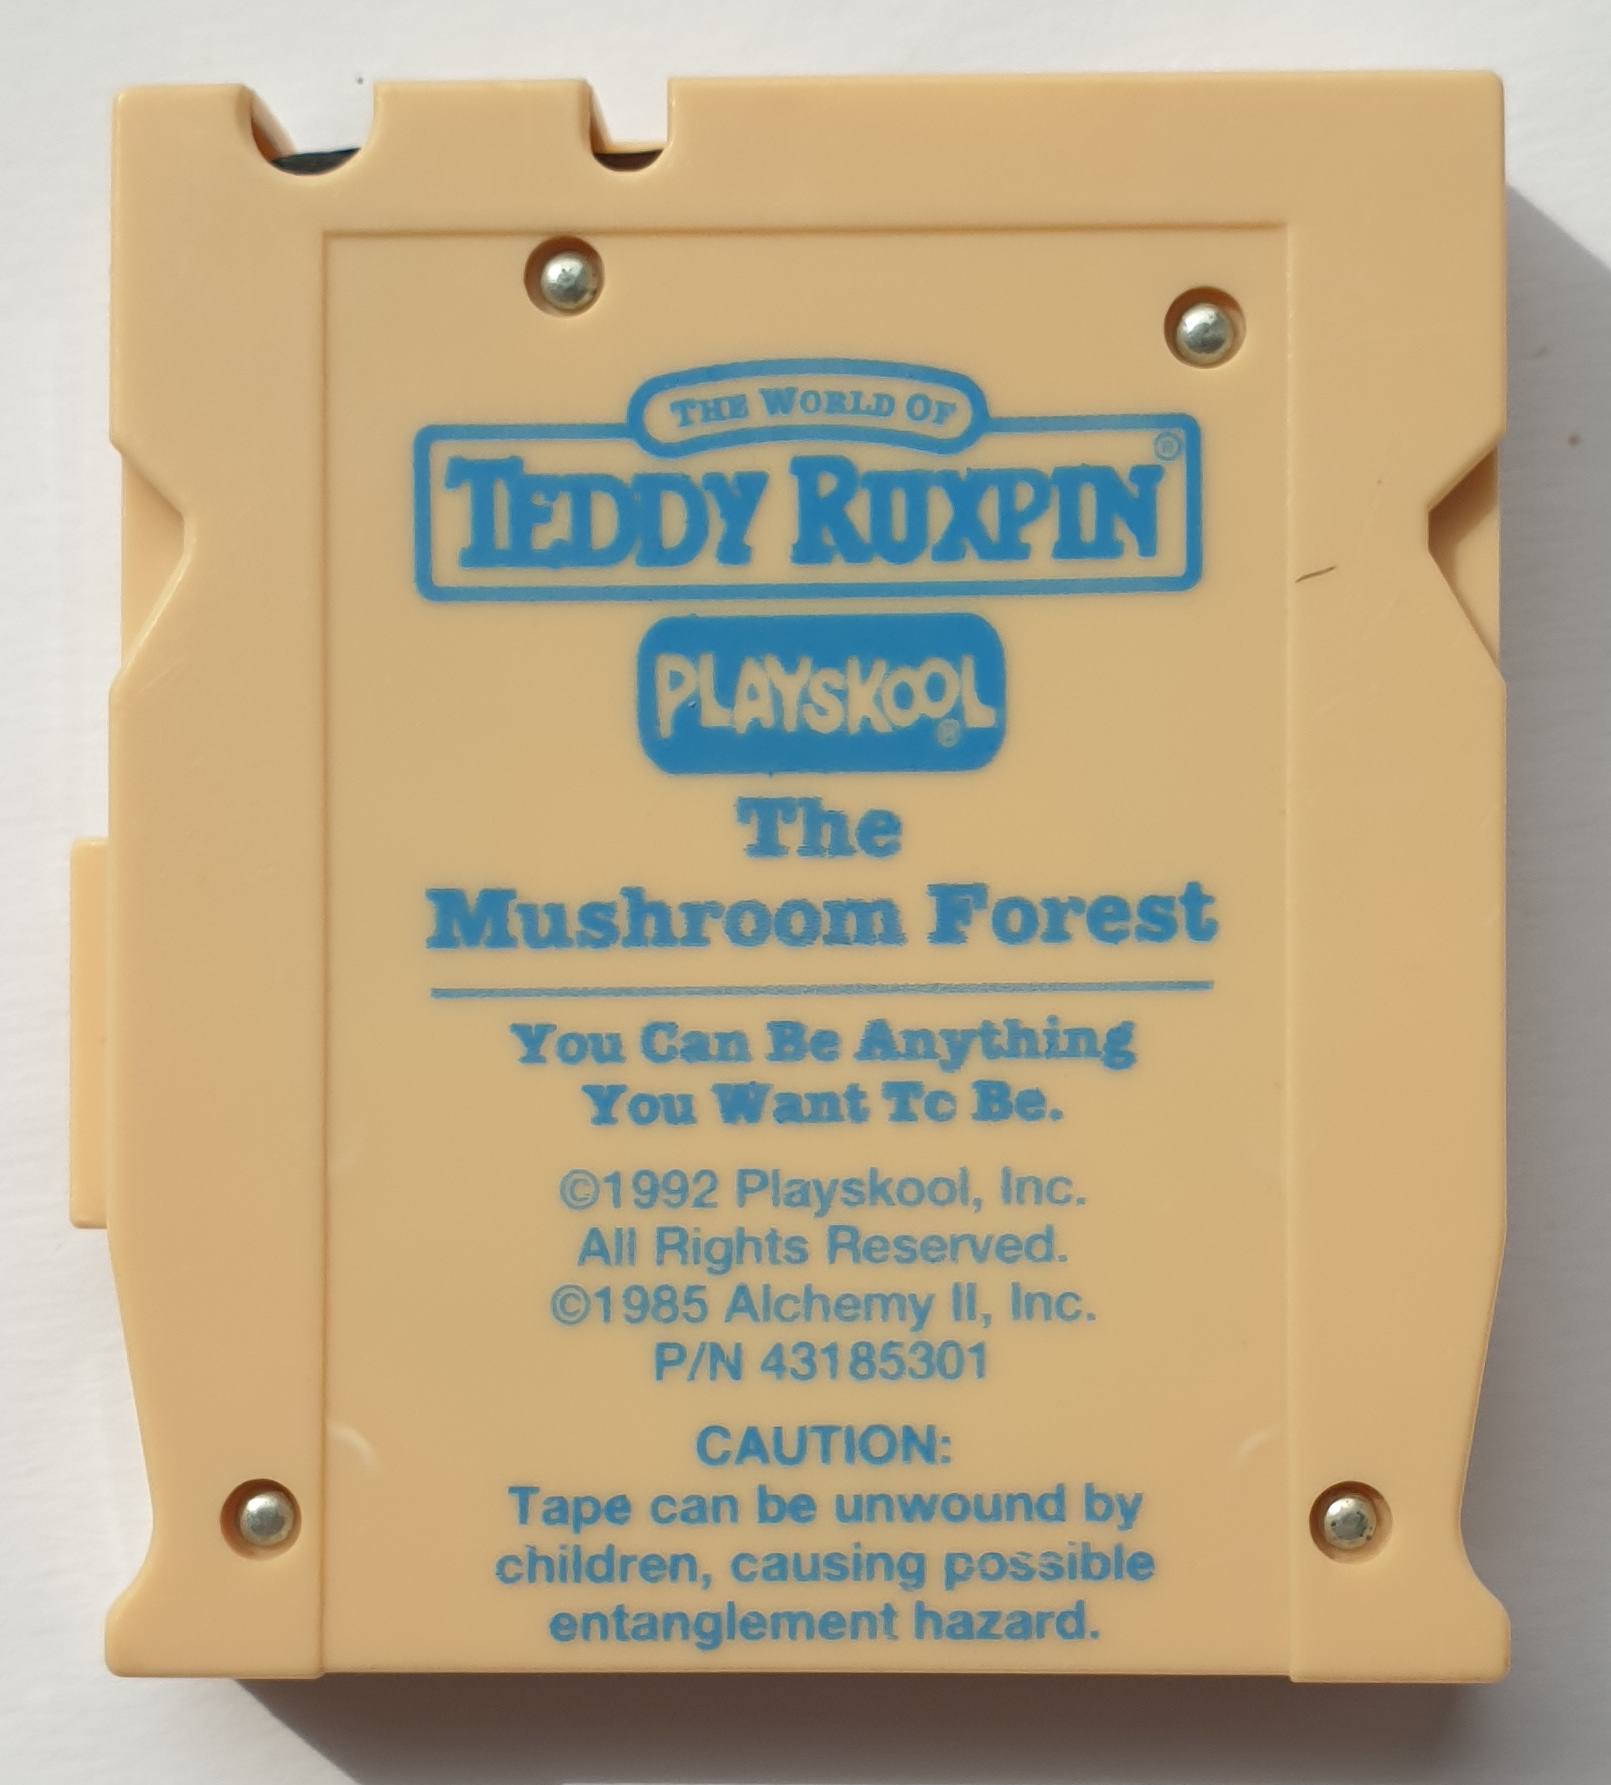 THE WORLD OF
TEDDY RUXPIN®
PLAYSKOOL®
The
Mushroom Forest
You Can Be Anything
You Want To Be.
©1992 Playskool, Inc.
All Rights Reserved.
©1985 Alchemy II, Inc.
P/N 43185301
CAUTION:
Tape can be unwound by
children, causing possible
entanglement hazard.